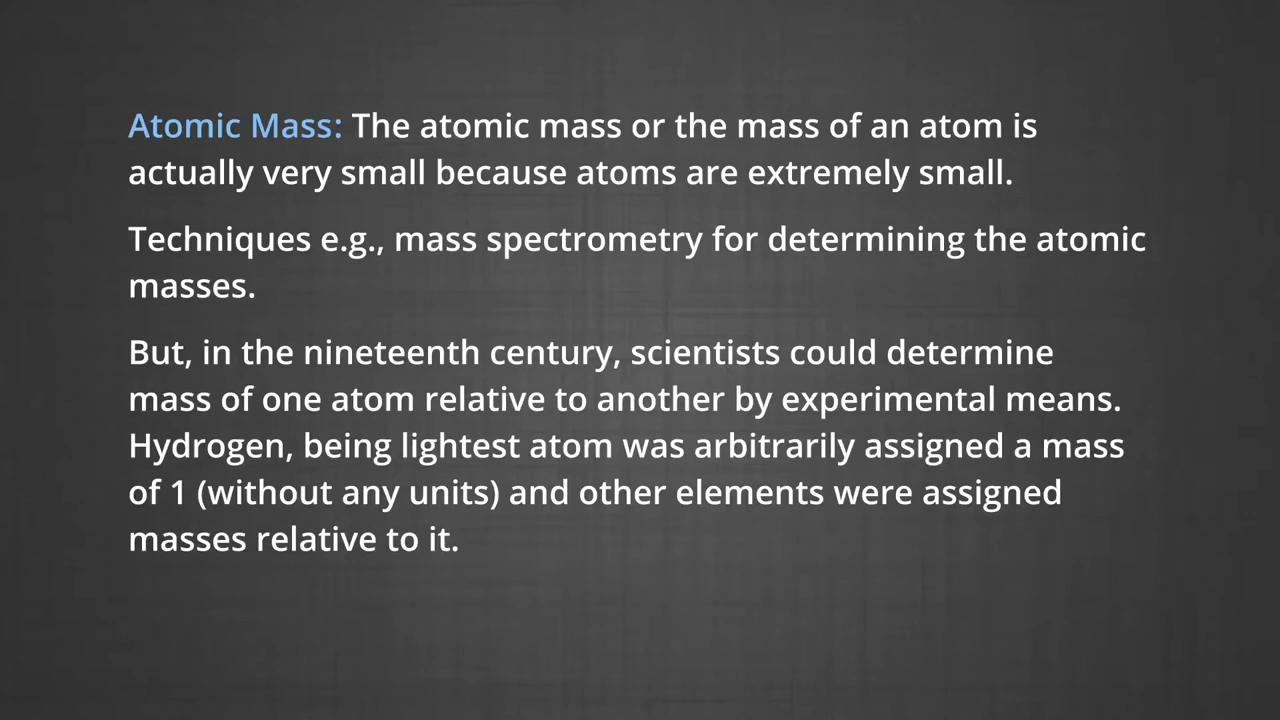 Atomic Mass: The atomic mass or the mass of an atom is
actually very small because atoms are extremely small.
Techniques e.g., mass spectrometry for determining the atomic
masses.
But, in the nineteenth century, scientists could determine
mass of one atom relative to another by experimental means.
Hydrogen, being lightest atom was arbitrarily assigned a mass
of 1 (without any units) and other elements were assigned
masses relative to it.